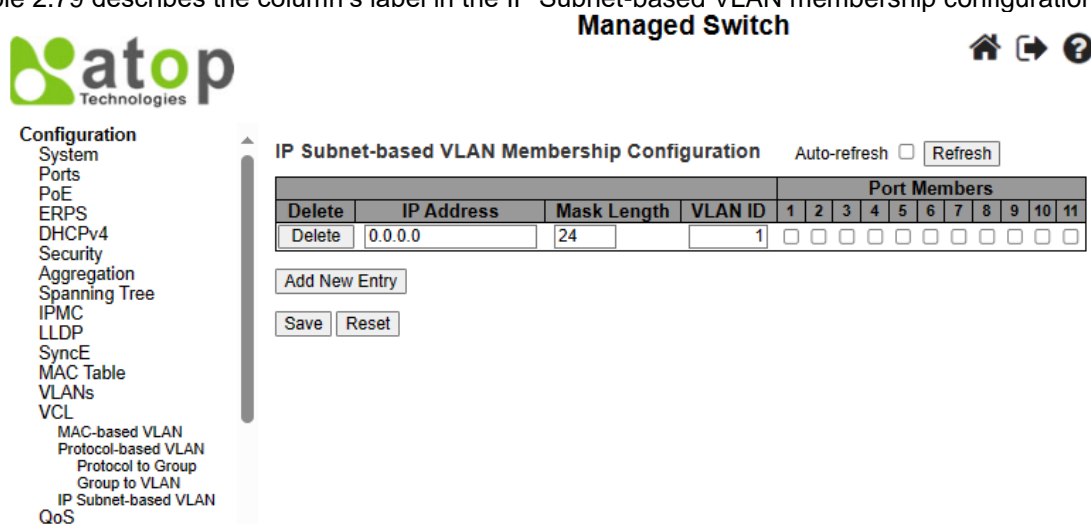 le 2.79 describes the column's label in the IP Subnet-based VLAN membership configuration
Managed Switch
atop
Technologies
Configuration
System
Ports
PoE
ERPS
DHCPv4
Security
Aggregation
Spanning Tree
IPMC
LLDP
SyncE
MAC Table
VLANs
VCL
MAC-based VLAN
Protocol-based VLAN
Protocol to Group
Group to VLAN
IP Subnet-based VLAN
QoS
IP Subnet-based VLAN Membership Configuration Auto-refresh Refresh
Port Members
Delete IP Address Mask Length VLAN ID 1 2 3 4 5 6 7 8 9 10 11
Delete 0.0.0.0 24 1
Add New Entry
Save Reset